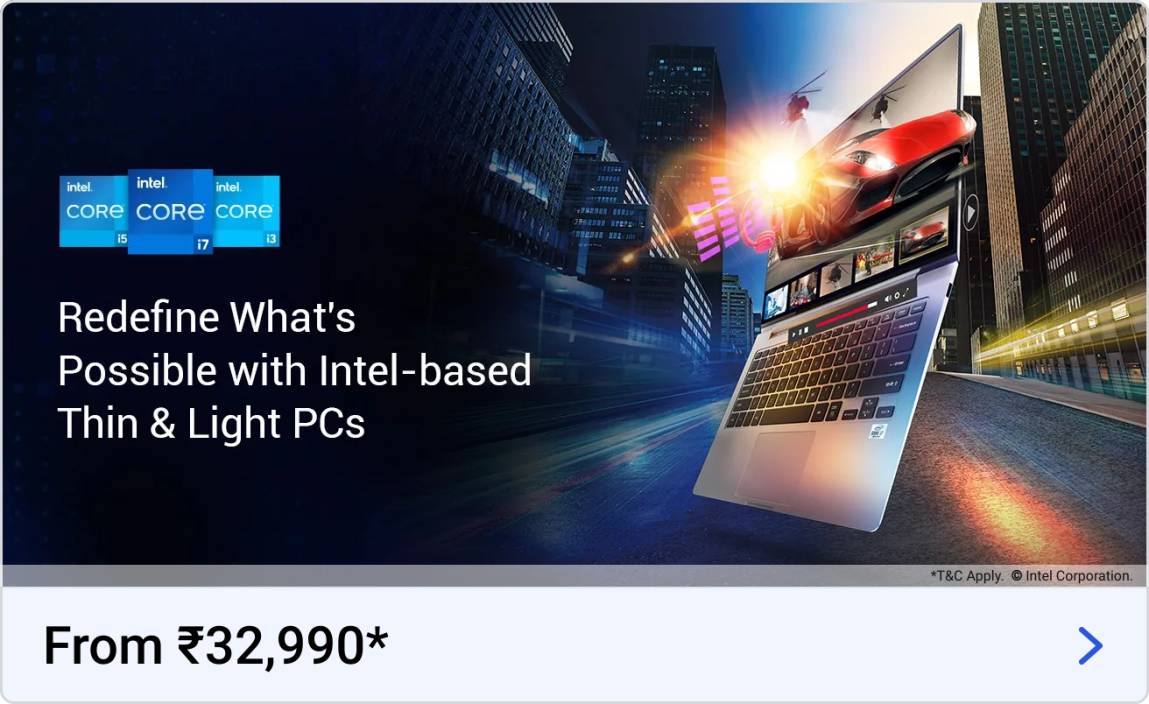 intel.
CORE
i5
intel.
CORE
i7
intel.
CORE
i3
Redefine What's
Possible with Intel-based
Thin & Light PCs
*T&C Apply. © Intel Corporation.
From ₹32,990*